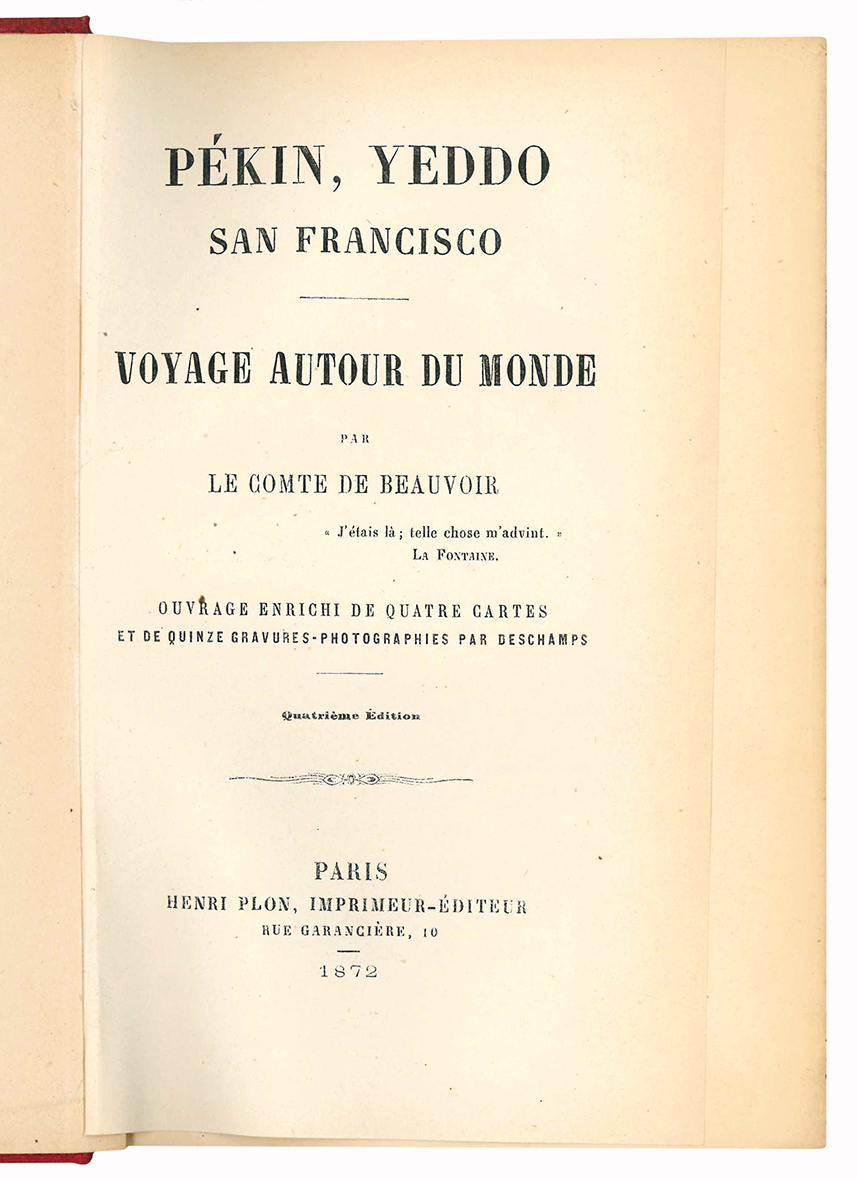 PÉKIN, YEDDO
SAN FRANCISCO
VOYAGE AUTOUR DU MONDE
PAR
LE COMTE DE BEAUVOIR
« J'étais là ; telle chose m'advint. »
LA FONTAINE.
OUVRAGE ENRICHI DE QUATRE CARTES
ET DE QUINZE GRAVURES-PHOTOGRAPHIES PAR DESCHAMPS
Quatrième Édition
PARIS
HENRI PLON, IMPRIMEUR-ÉDITEUR
RUE GARANCIÈRE, 10
1872